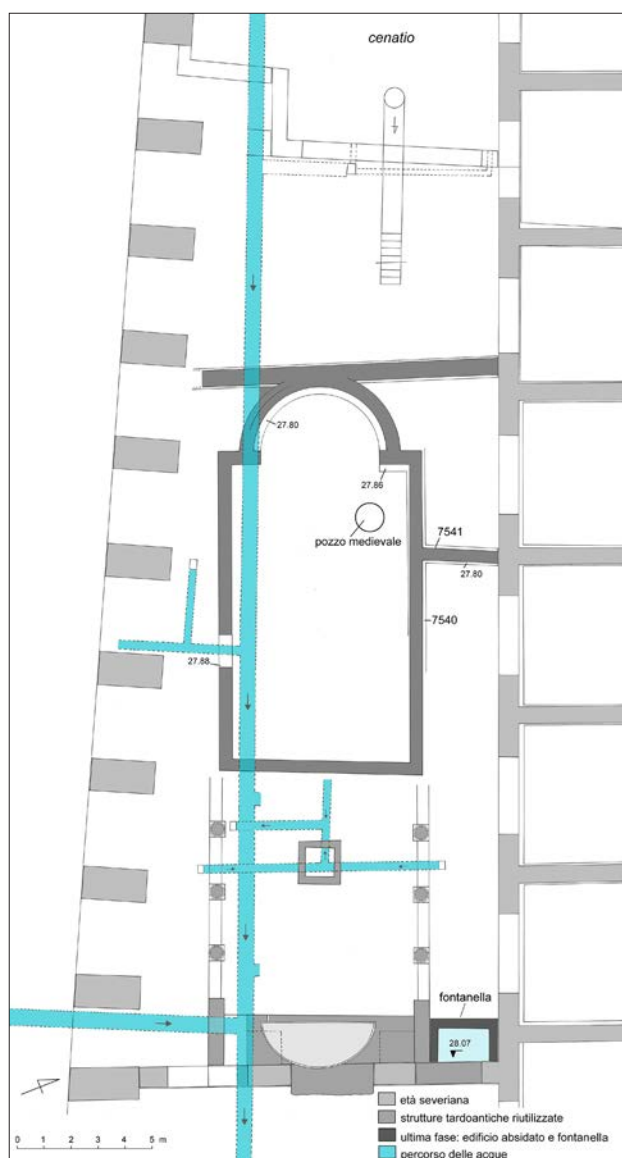 cenatio
27.80
27.86
pozzo medievale
7541
27.80
7540
27.88
fontanella
28.07
età severiana
strutture tardoantiche riutilizzate
ultima fase: edificio absidato e fontanella
percorso delle acque
0 1 2 3 4 5 m